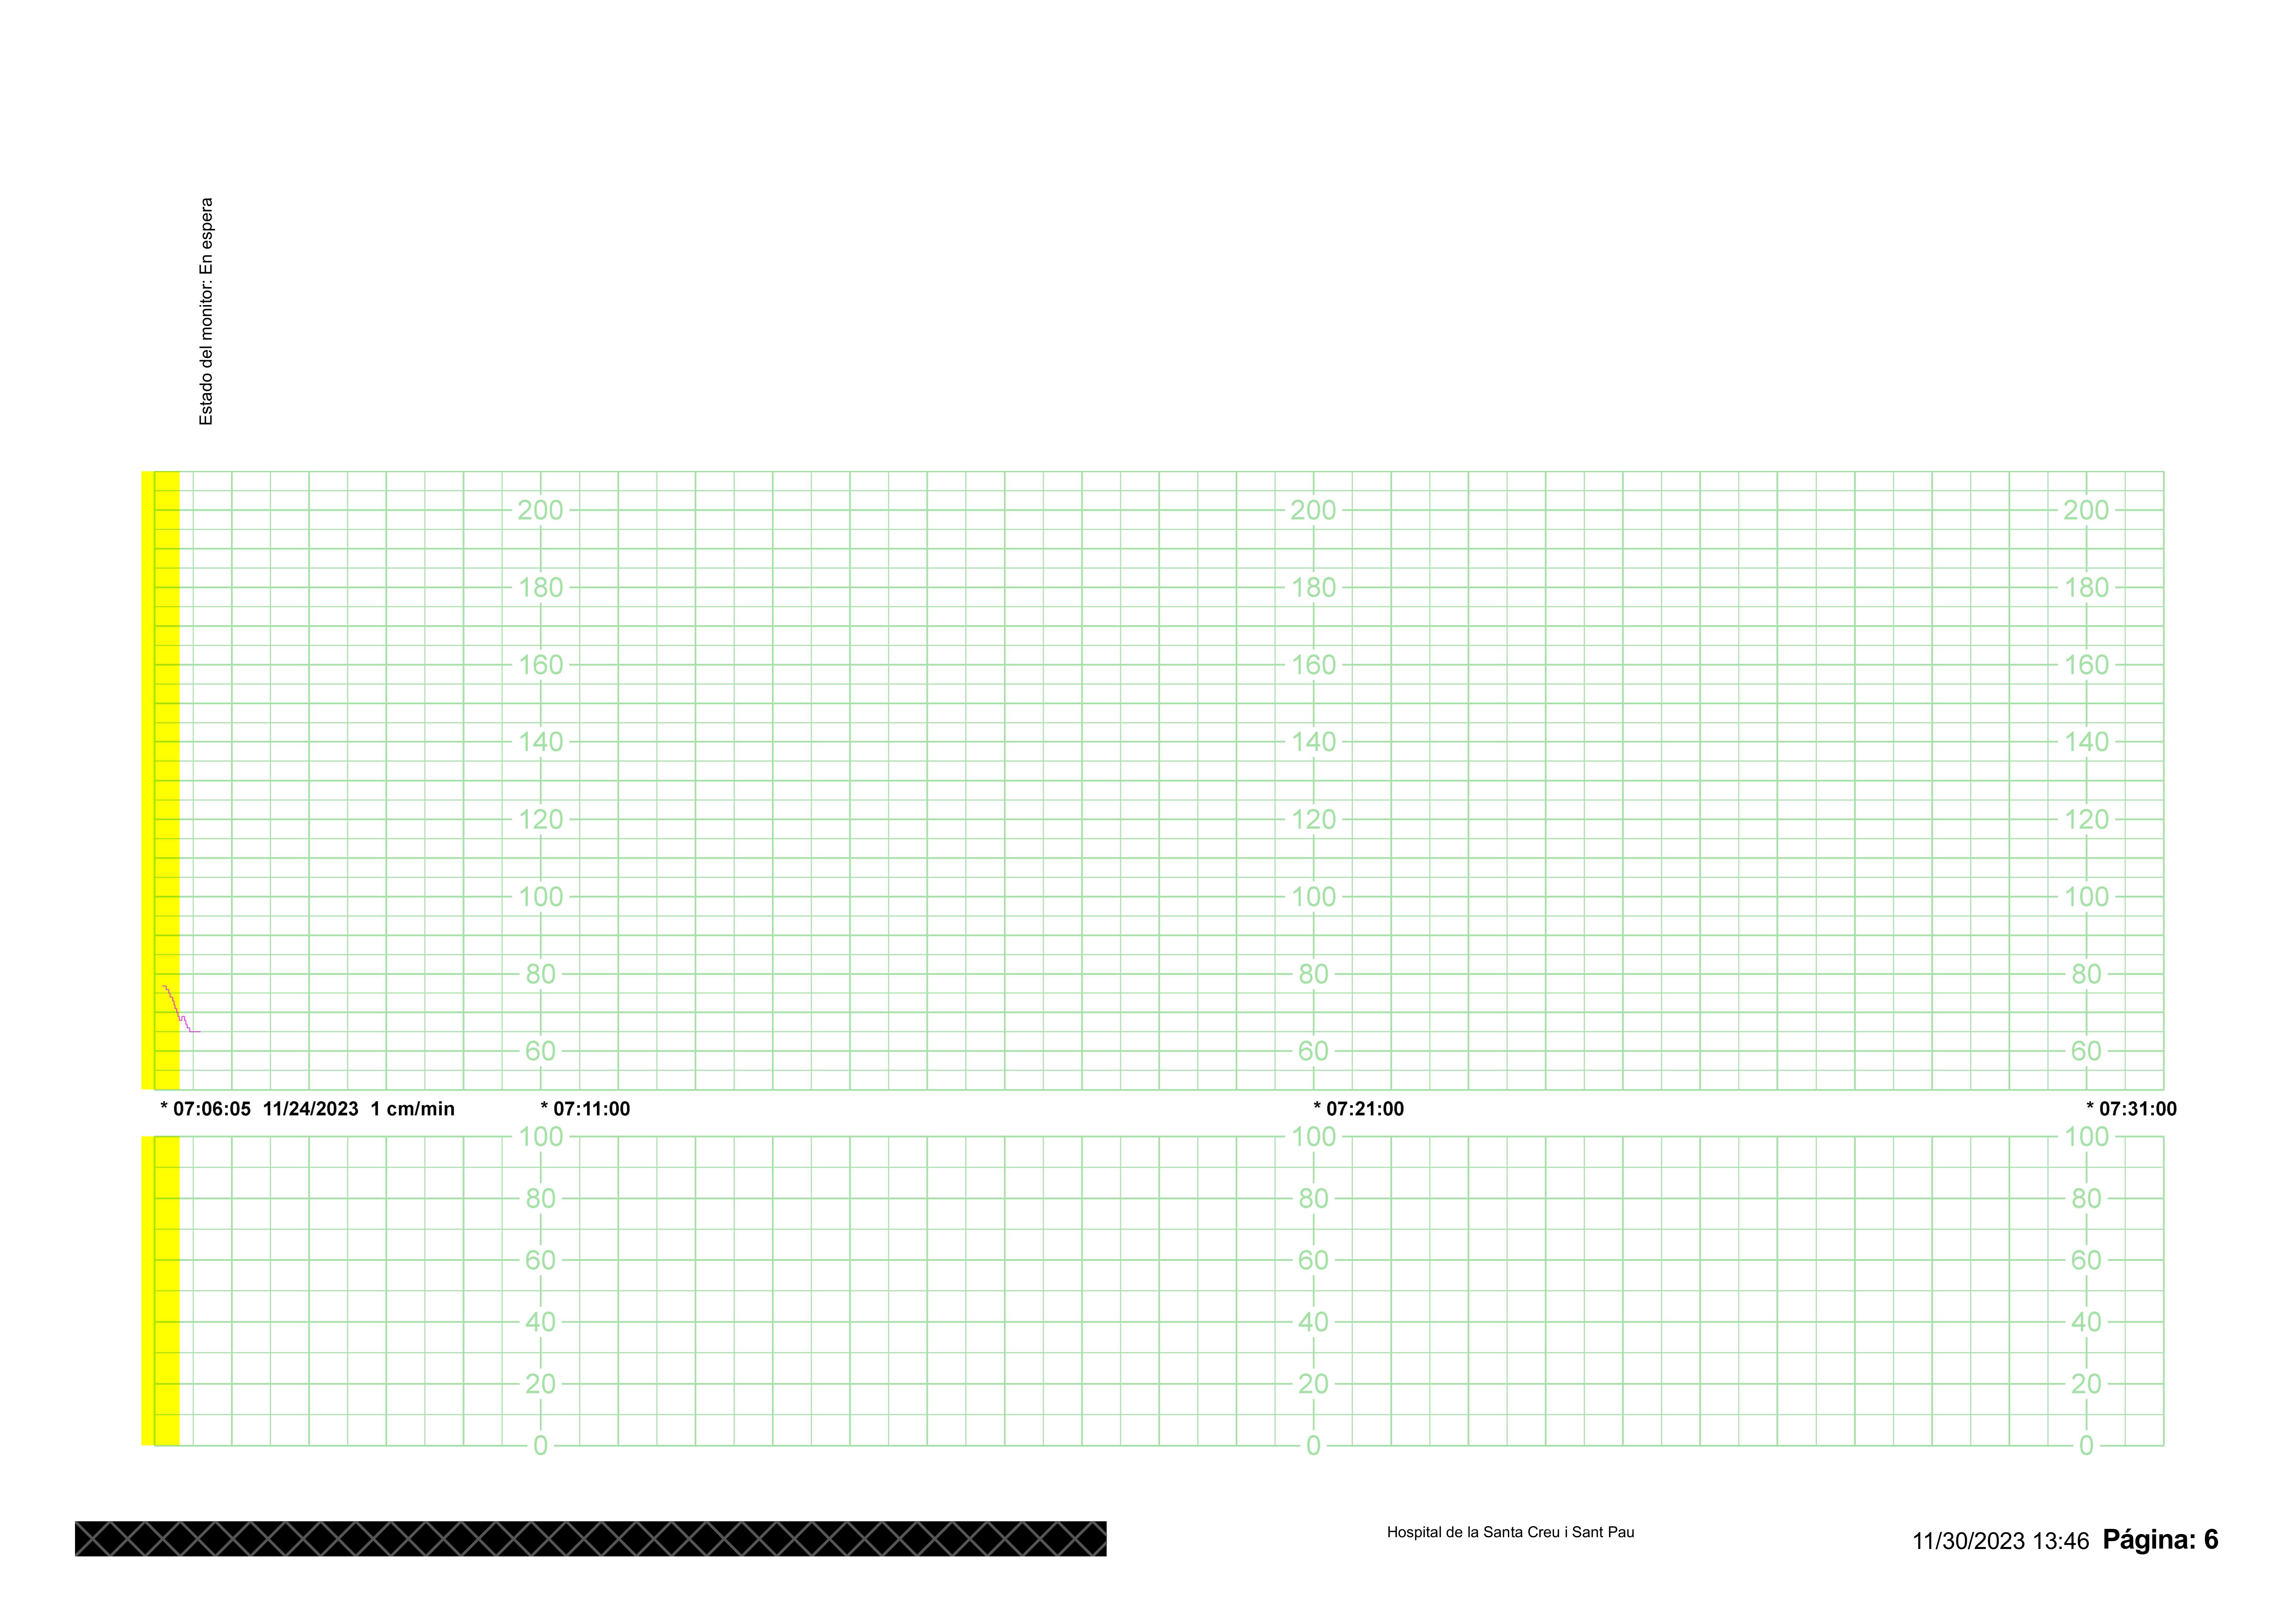 Estado del monitor: En espera
200 200 200
180 180 180
160 160 160
140 140 140
120 120 120
100 100 100
80 80 80
60 60 60
* 07:06:05 11/24/2023 1 cm/min * 07:11:00 * 07:21:00 * 07:31:00
100 100 100
80 80 80
60 60 60
40 40 40
20 20 20
0 0 0
Hospital de la Santa Creu i Sant Pau
11/30/2023 13:46 Página: 6